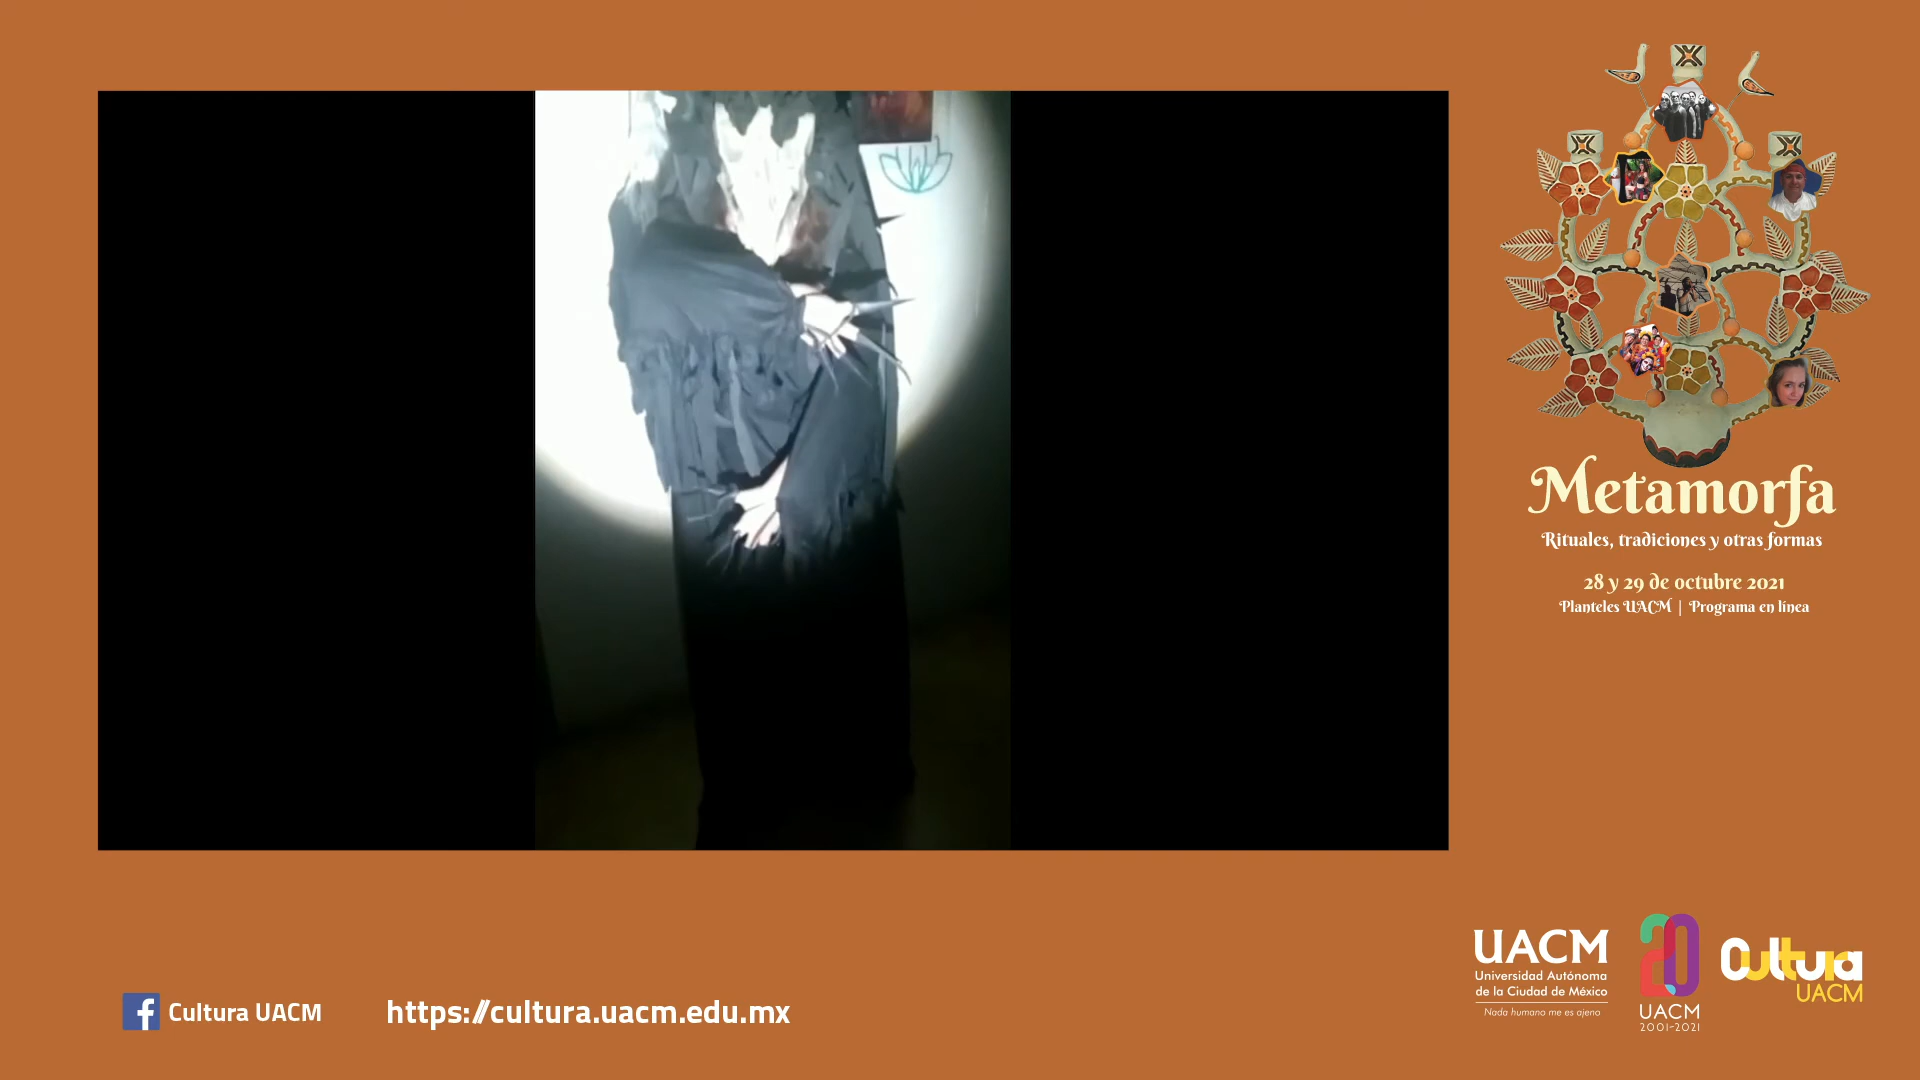 Metamorfa
Rituales, tradiciones y otras formas
28 y 29 de octubre 2021
Planteles UACM | Programa en línea
Cultura UACM
https://cultura.uacm.edu.mx
UACM
Universidad Autónoma
de la Ciudad de México
Nada humano me es ajeno
20
UACM
2001-2021
Cultura
UACM